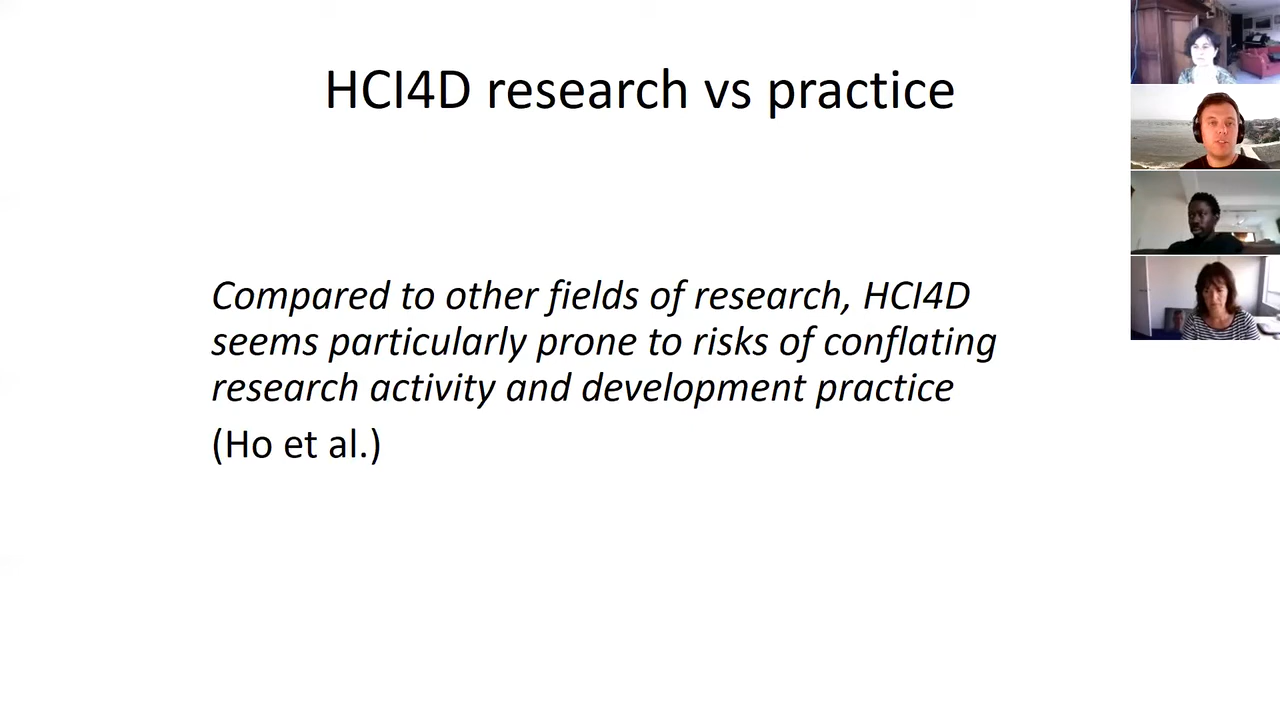 HCI4D research vs practice
Compared to other fields of research, HCI4D
seems particularly prone to risks of conflating
research activity and development practice
(Ho et al.)